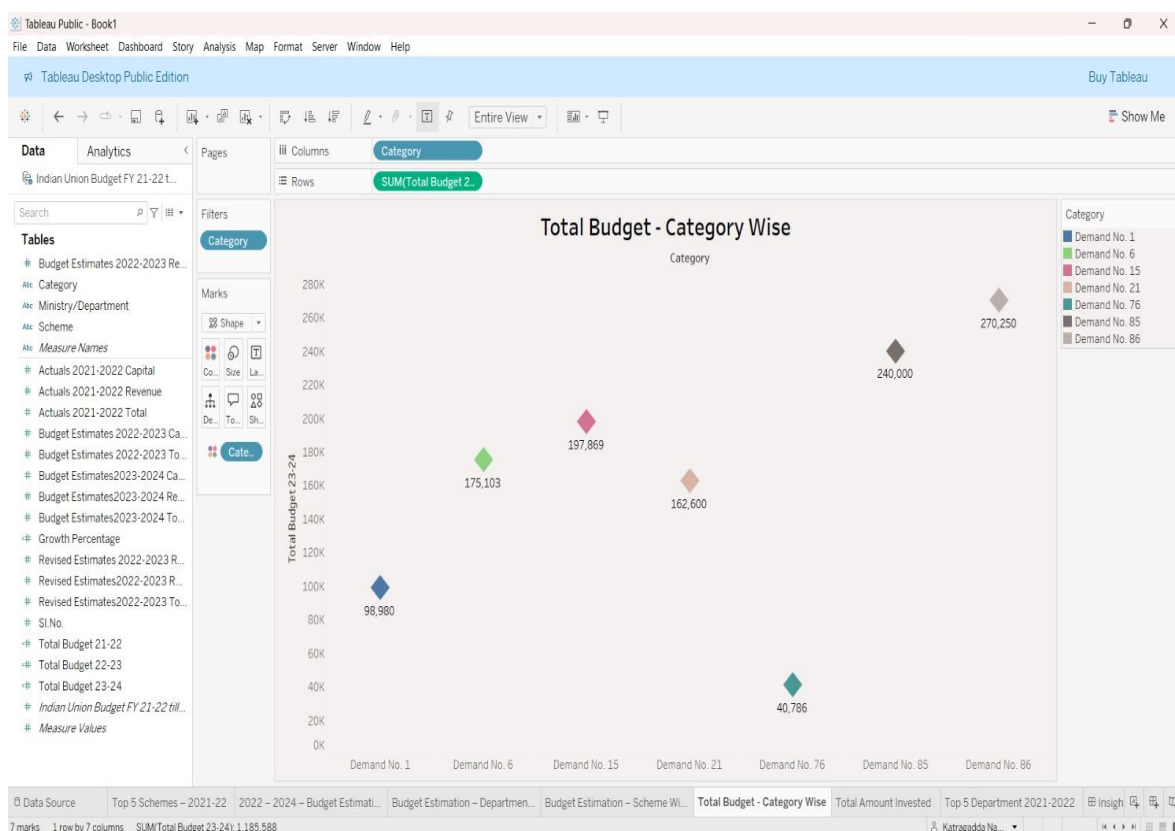 Tableau Public - Book1
File Data Worksheet Dashboard Story Analysis Map Format Server Window Help
Tableau Desktop Public Edition
Buy Tableau
Entire View
Show Me
Data Analytics
Indian Union Budget FY 21-22 t...
Search
Tables
Budget Estimates 2022-2023 Re...
Abc Category
Abc Ministry/Department
Abc Scheme
Abc Measure Names
# Actuals 2021-2022 Capital
# Actuals 2021-2022 Revenue
# Actuals 2021-2022 Total
# Budget Estimates 2022-2023 Ca...
# Budget Estimates 2022-2023 To...
# Budget Estimates2023-2024 Ca...
# Budget Estimates2023-2024 Re...
# Budget Estimates2023-2024 To...
=# Growth Percentage
# Revised Estimates 2022-2023 R...
# Revised Estimates2022-2023 R...
# Revised Estimates2022-2023 To...
# Sl.No.
=# Total Budget 21-22
=# Total Budget 22-23
=# Total Budget 23-24
# Indian Union Budget FY 21-22 till...
# Measure Values
Pages
Filters
Category
Marks
Shape
Co... Size La...
De... To... Sh...
Cate..
Columns
Category
Rows
SUM(Total Budget 2..
Total Budget - Category Wise
Category
Total Budget 23-24
280K
260K
240K
220K
200K
180K
160K
140K
120K
100K
80K
60K
40K
20K
0K
98,980
175,103
197,869
162,600
40,786
240,000
270,250
Demand No. 1
Demand No. 6
Demand No. 15
Demand No. 21
Demand No. 76
Demand No. 85
Demand No. 86
Category
Demand No. 1
Demand No. 6
Demand No. 15
Demand No. 21
Demand No. 76
Demand No. 85
Demand No. 86
Data Source
Top 5 Schemes – 2021-22
2022 – 2024 – Budget Estimati...
Budget Estimation – Departmen...
Budget Estimation – Scheme Wi...
Total Budget - Category Wise
Total Amount Invested
Top 5 Department 2021-2022
Insigh
7 marks 1 row by 7 columns SUM(Total Budget 23-24): 1,185,588
Katragadda Na...